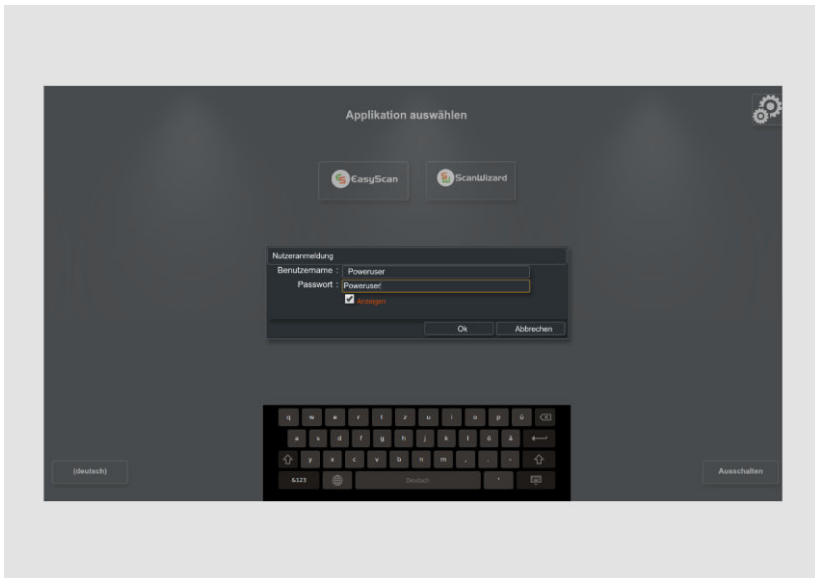 Applikation auswählen
EasyScan
ScanWizard
Nutzeranmeldung
Benutzername : Poweruser
Passwort : Poweruser
Anzeigen
Ok Abbrechen
q w e r t z u i o p ü
a s d f g h j k l ö ä
y x c v b n m , . -
&123 Deutsch '
(deutsch)
Ausschalten